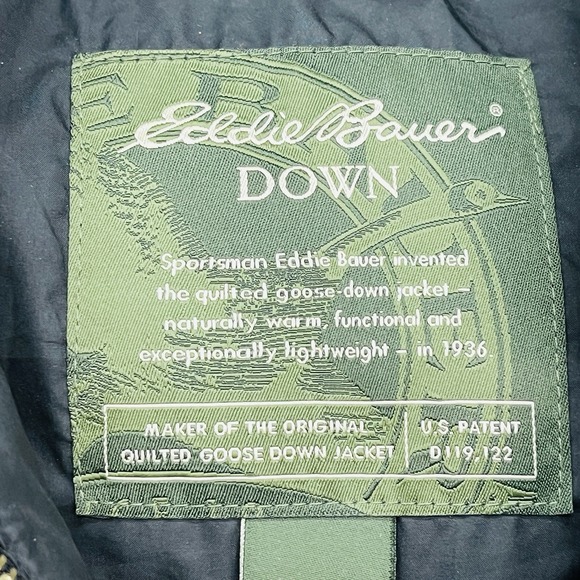 Eddie Bauer®
DOWN
Sportsman Eddie Bauer invented
the quilted goose-down jacket –
naturally warm, functional and
exceptionally lightweight – in 1936.
MAKER OF THE ORIGINAL
QUILTED GOOSE DOWN JACKET
U.S. PATENT
D119,122